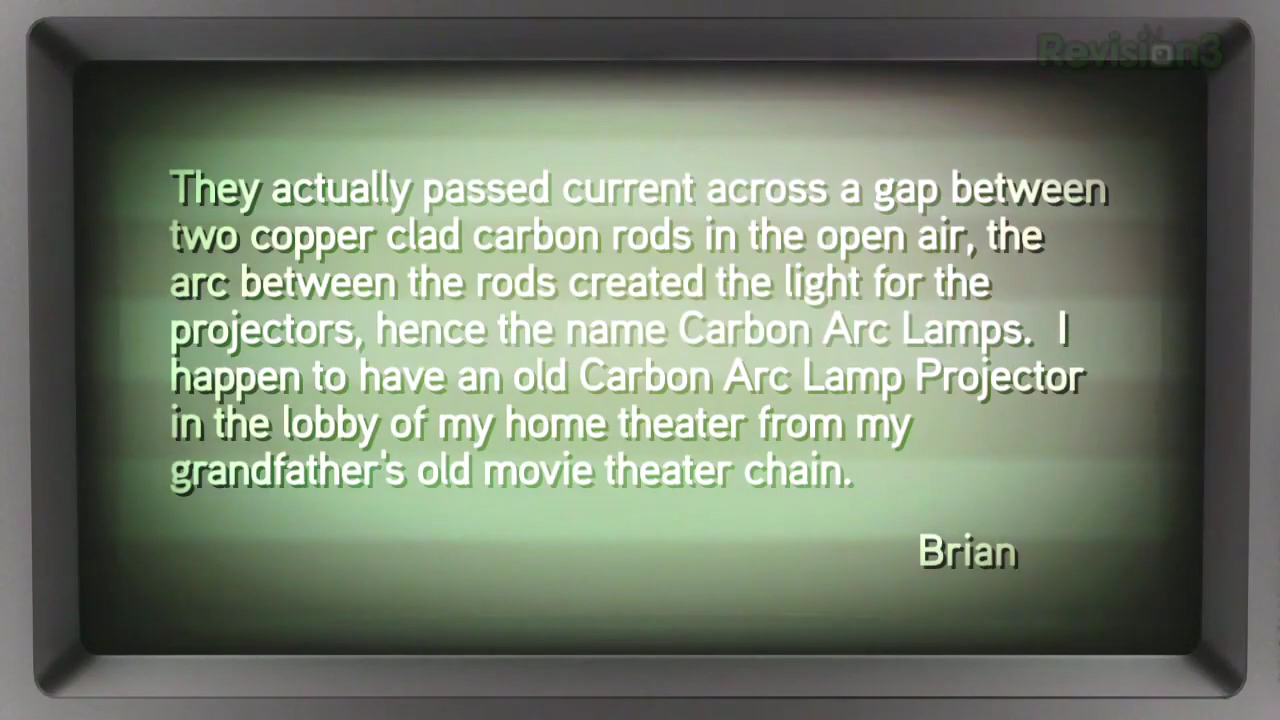 Revision3
They actually passed current across a gap between
two copper clad carbon rods in the open air, the
arc between the rods created the light for the
projectors, hence the name Carbon Arc Lamps.  I
happen to have an old Carbon Arc Lamp Projector
in the lobby of my home theater from my
grandfather's old movie theater chain.
Brian